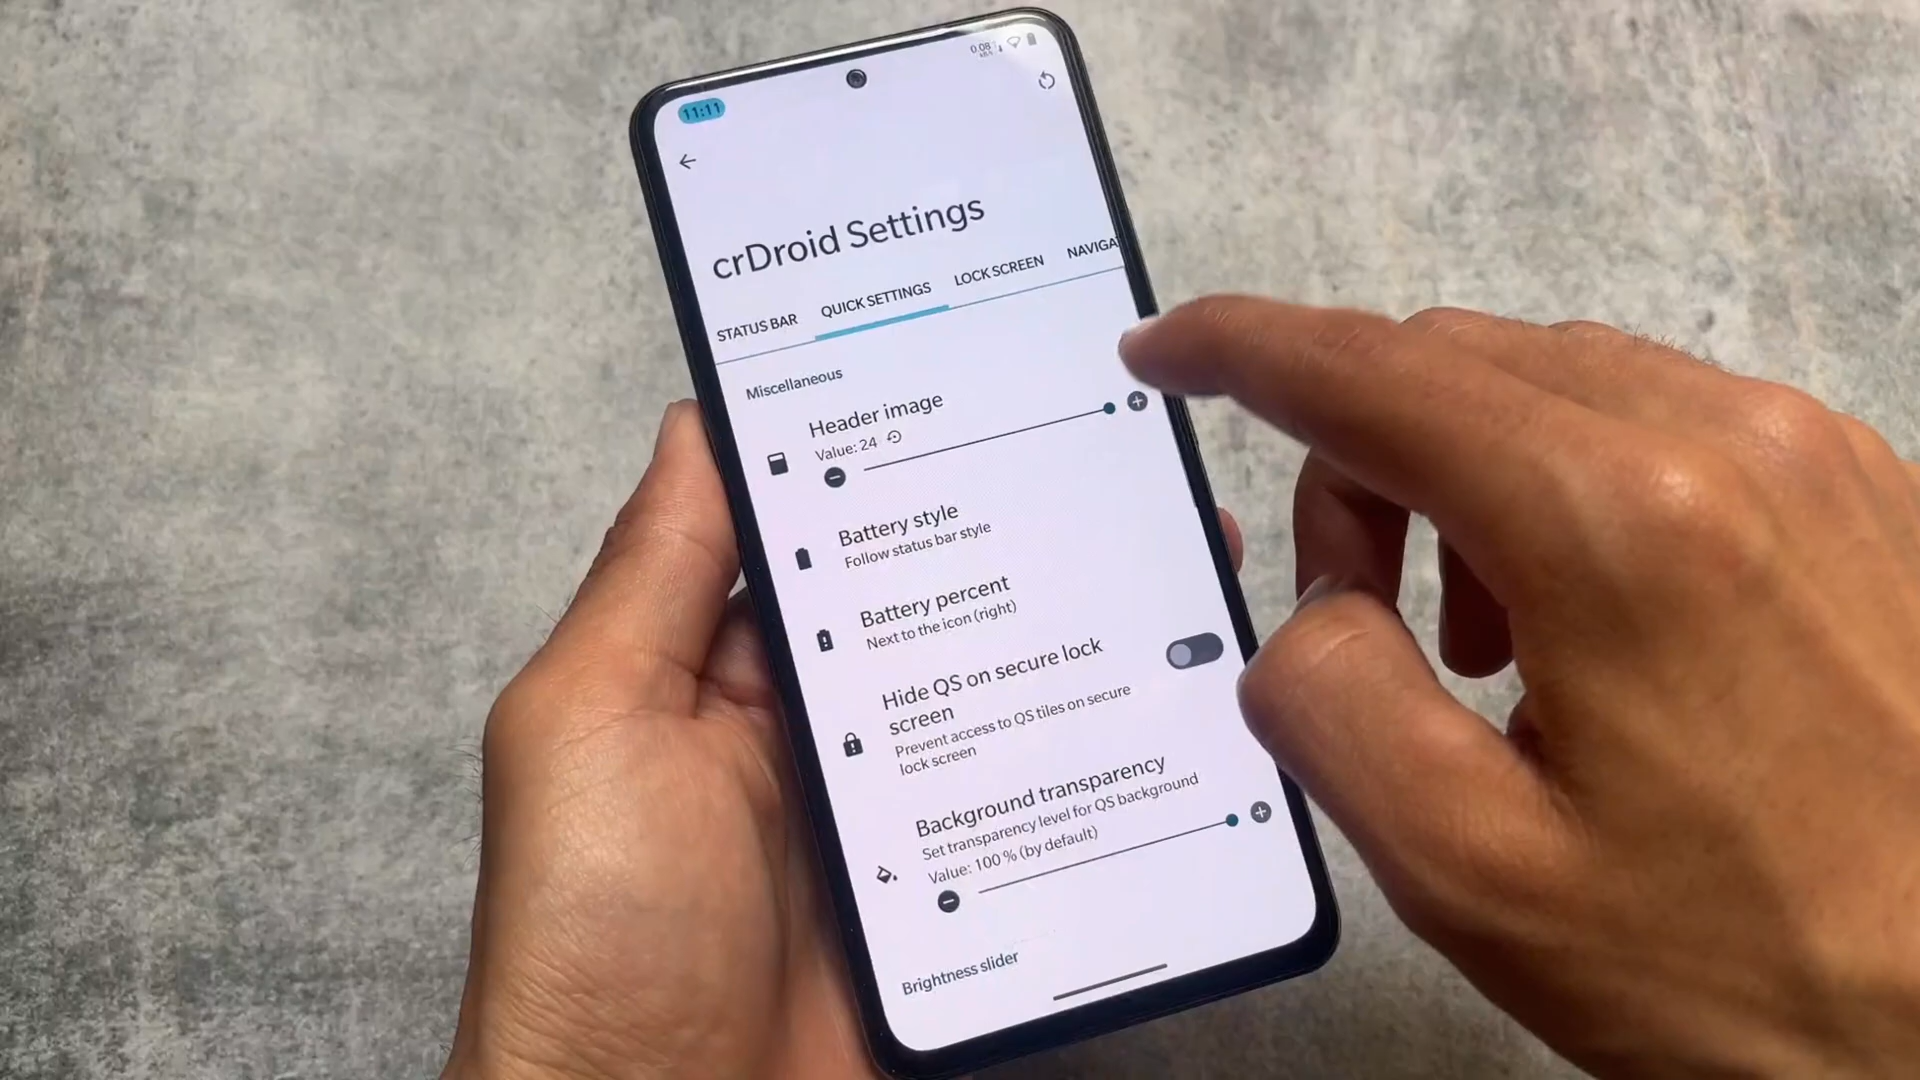 0.08
11:11
crDroid Settings
STATUS BAR
QUICK SETTINGS
LOCK SCREEN
NAVIGA
Miscellaneous
Header image
Value: 24
Battery style
Follow status bar style
Battery percent
Next to the icon (right)
Hide QS on secure lock
screen
Prevent access to QS tiles on secure
lock screen
Background transparency
Set transparency level for QS background
Value: 100 % (by default)
Brightness slider